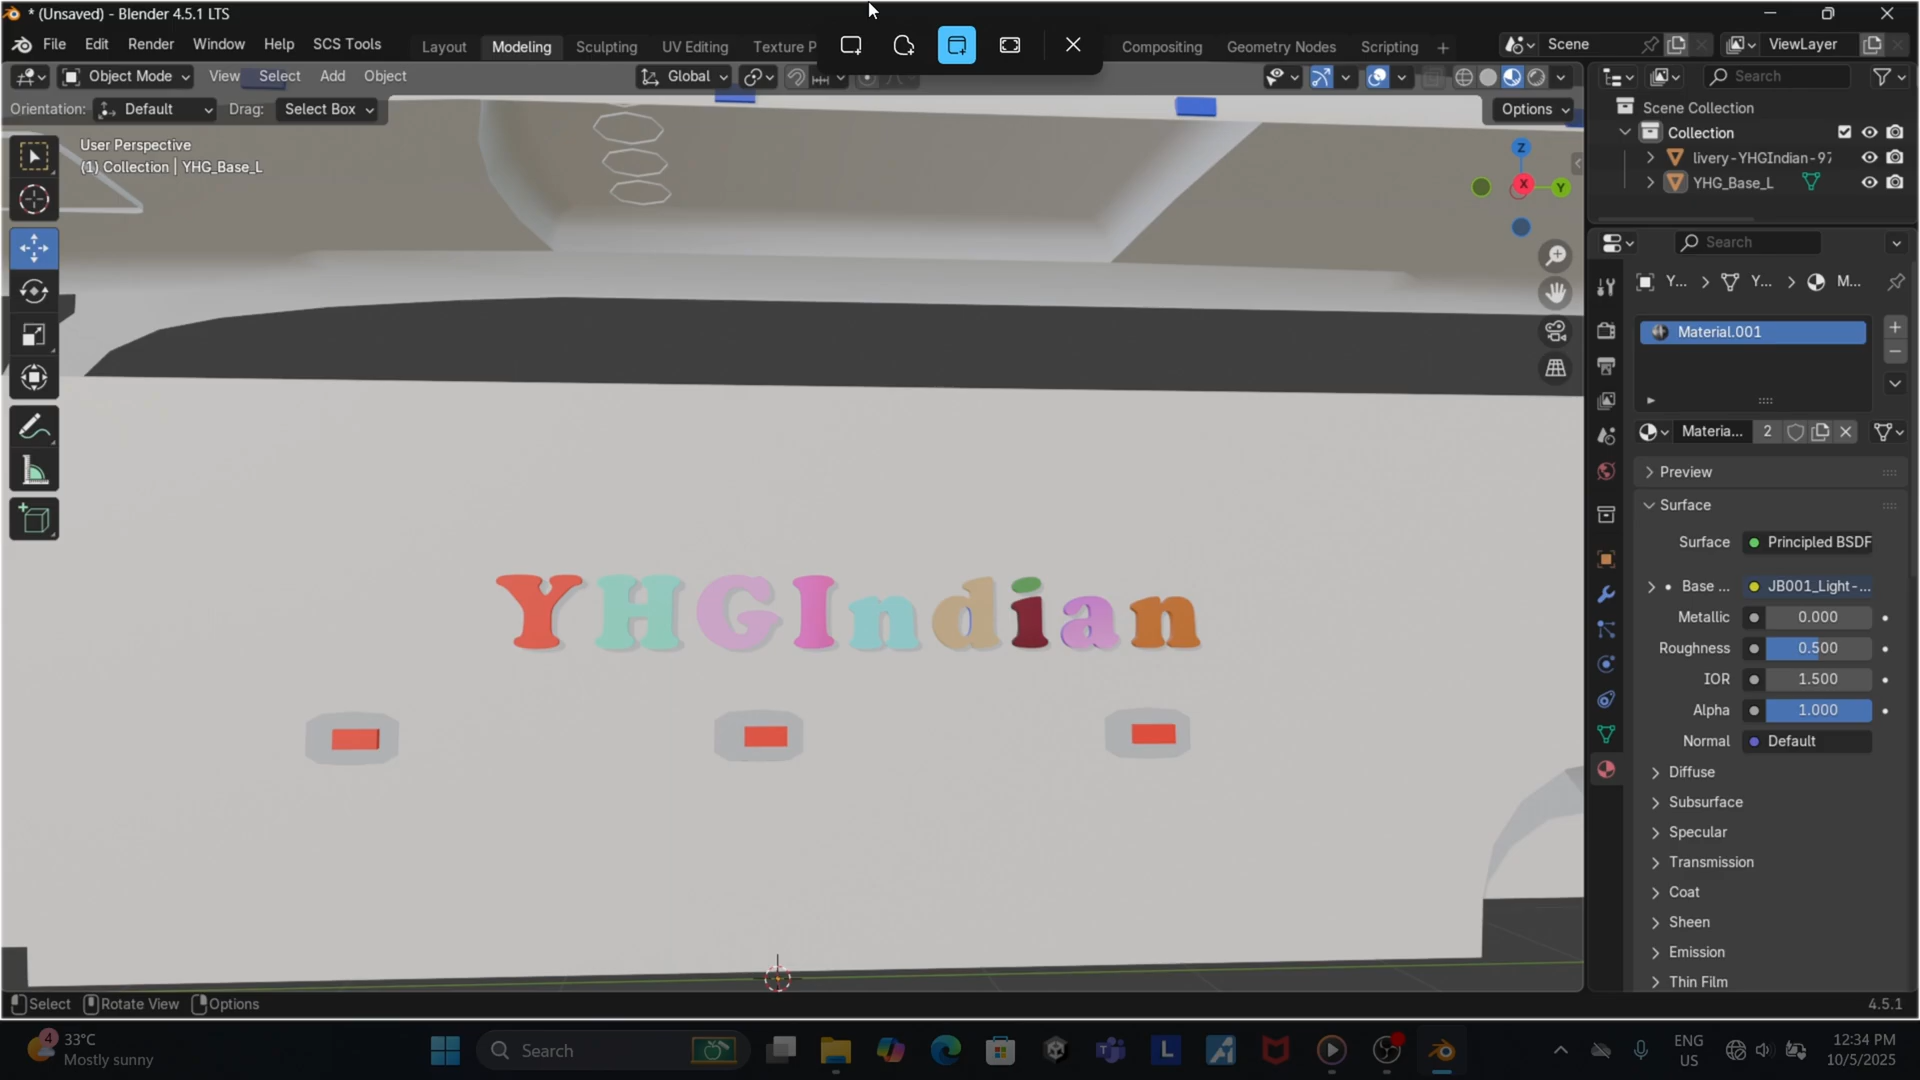 * (Unsaved) - Blender 4.5.1 LTS
File Edit Render Window Help SCS Tools
Layout Modeling Sculpting UV Editing Texture P Compositing Geometry Nodes Scripting + Scene ViewLayer
Object Mode View Select Add Object Global Search
Orientation: Default Drag: Select Box Options
User Perspective
(1) Collection | YHG_Base_L
Z
X
Y
Scene Collection
Collection
livery-YHGIndian-97
YHG_Base_L
Search
Y... > Y... > M...
Material.001
Materia... 2
Preview
Surface
Surface Principled BSDF
Base ... JB001_Light-...
Metallic 0.000
Roughness 0.500
IOR 1.500
Alpha 1.000
Normal Default
Diffuse
Subsurface
Specular
Transmission
Coat
Sheen
Emission
Thin Film
YHGIndian
Select Rotate View Options 4.5.1
4
33°C
Mostly sunny
Search
L
ENG
US
12:34 PM
10/5/2025